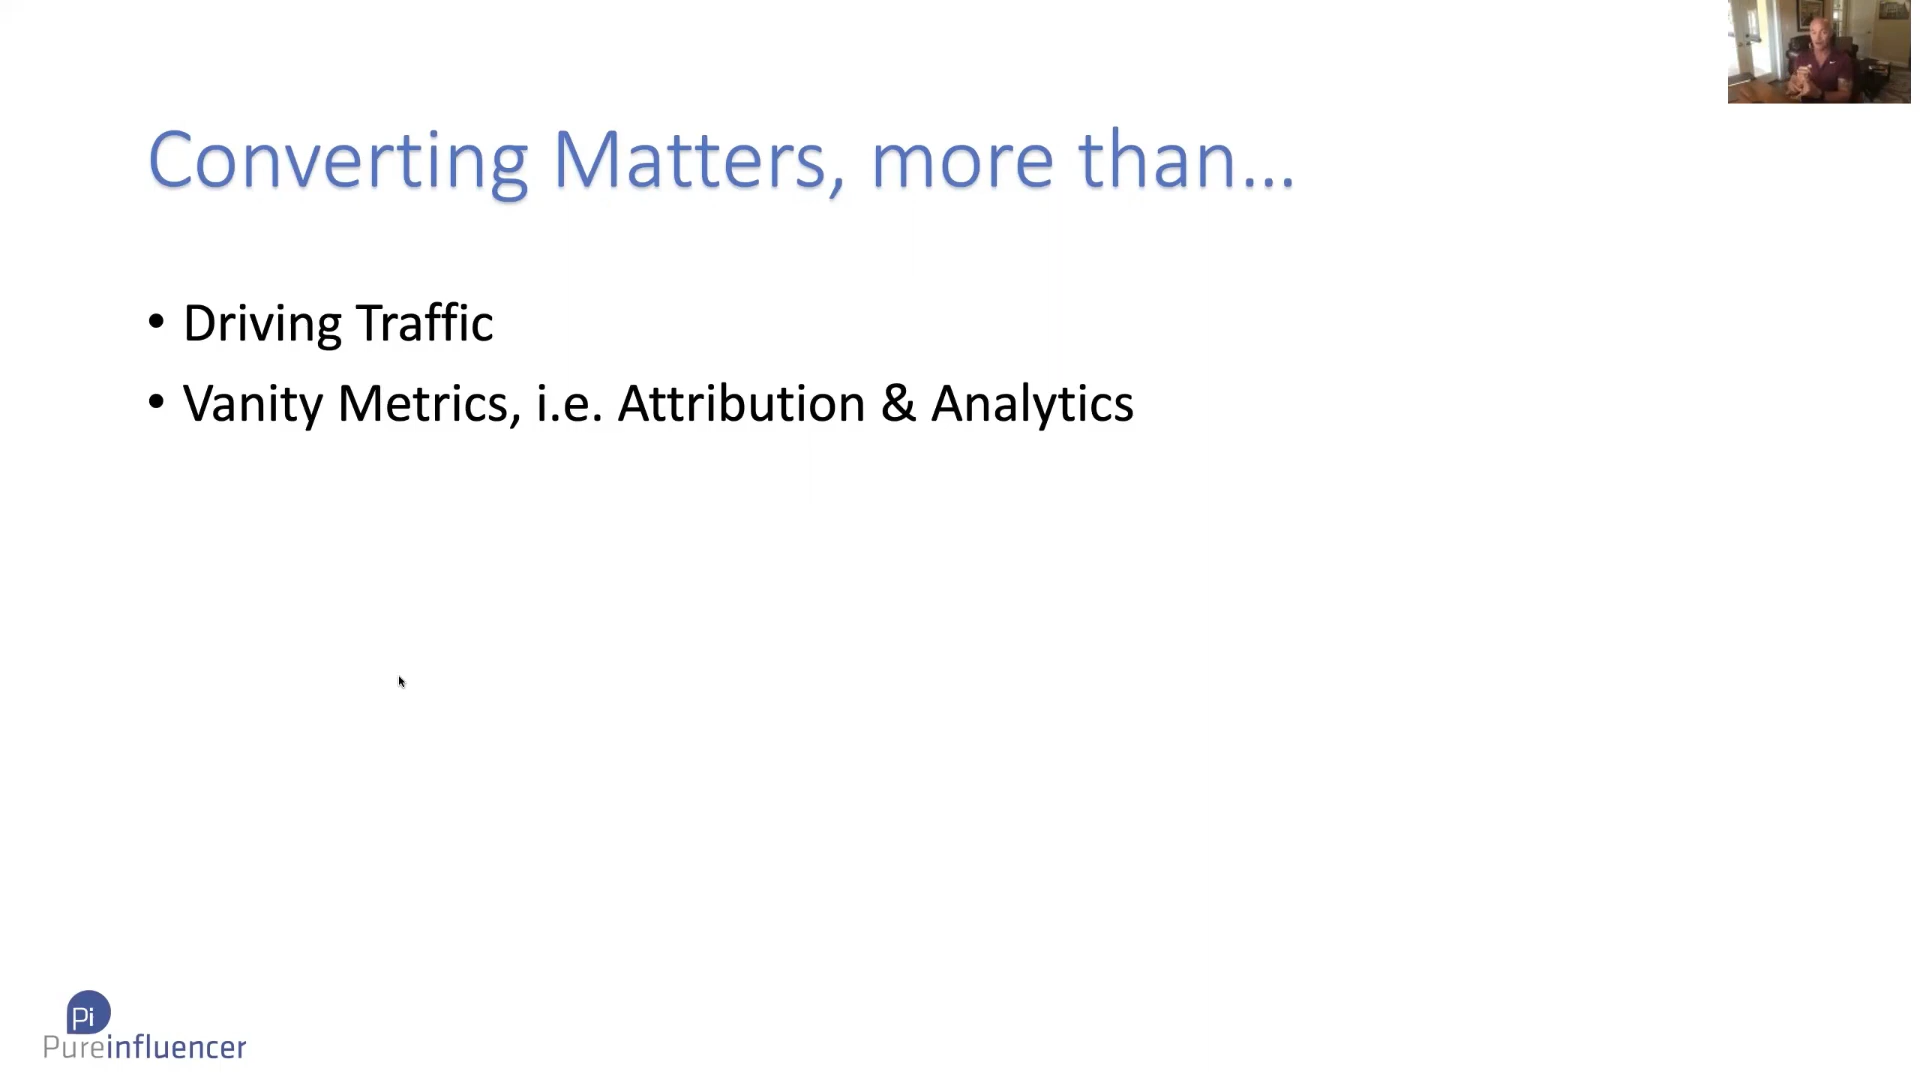 Converting Matters, more than...
• Driving Traffic
• Vanity Metrics, i.e. Attribution & Analytics
Pi
Pureinfluencer